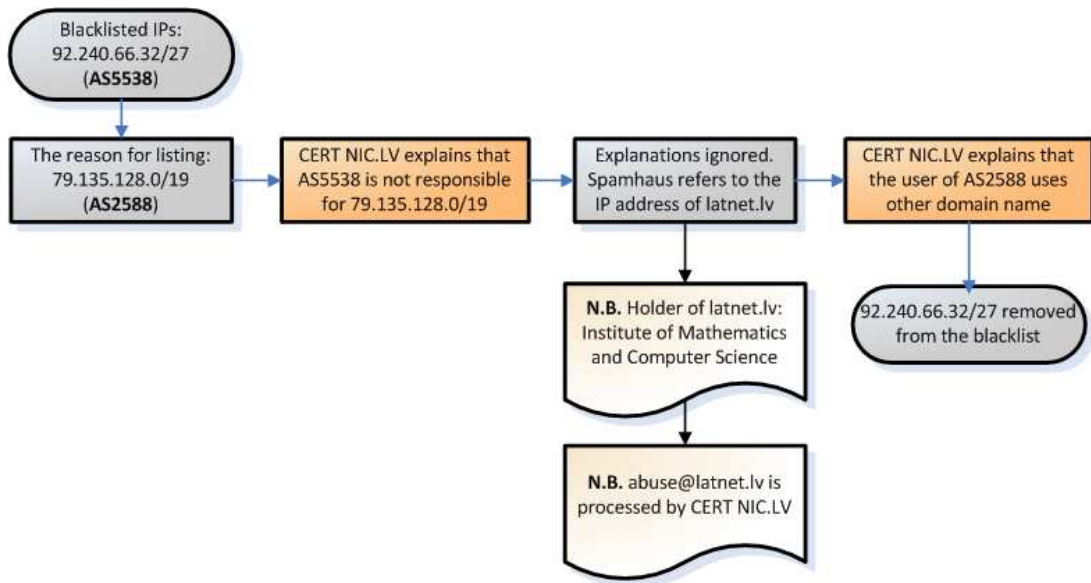 Blacklisted IPs:
92.240.66.32/27
(AS5538)
The reason for listing:
79.135.128.0/19
(AS2588)
CERT NIC.LV explains that
AS5538 is not responsible
for 79.135.128.0/19
Explanations ignored.
Spamhaus refers to the
IP address of latnet.lv
CERT NIC.LV explains that
the user of AS2588 uses
other domain name
N.B. Holder of latnet.lv:
Institute of Mathematics
and Computer Science
N.B. abuse@latnet.lv is
processed by CERT NIC.LV
92.240.66.32/27 removed
from the blacklist